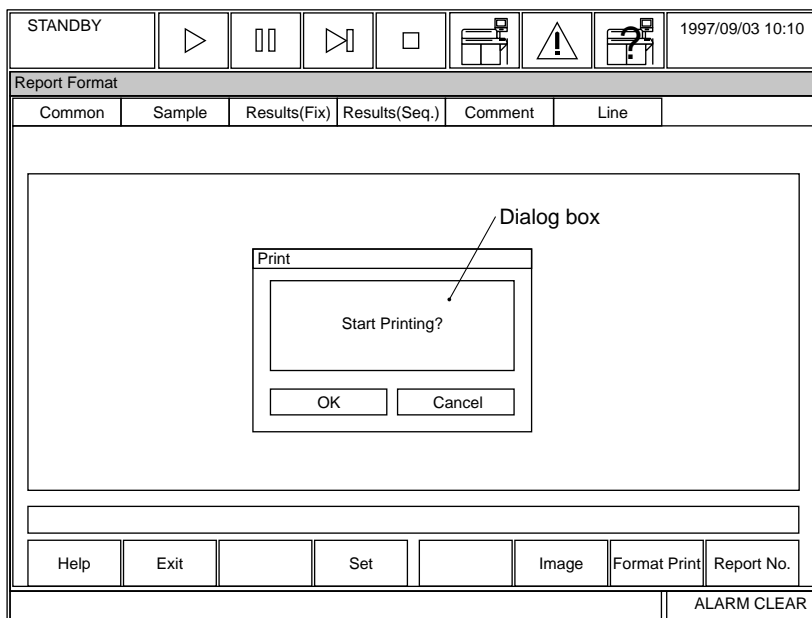 STANDBY
1997/09/03 10:10
Report Format
Common Sample Results(Fix) Results(Seq.) Comment Line
Dialog box
Print
Start Printing?
OK Cancel
Help Exit Set Image Format Print Report No.
ALARM CLEAR